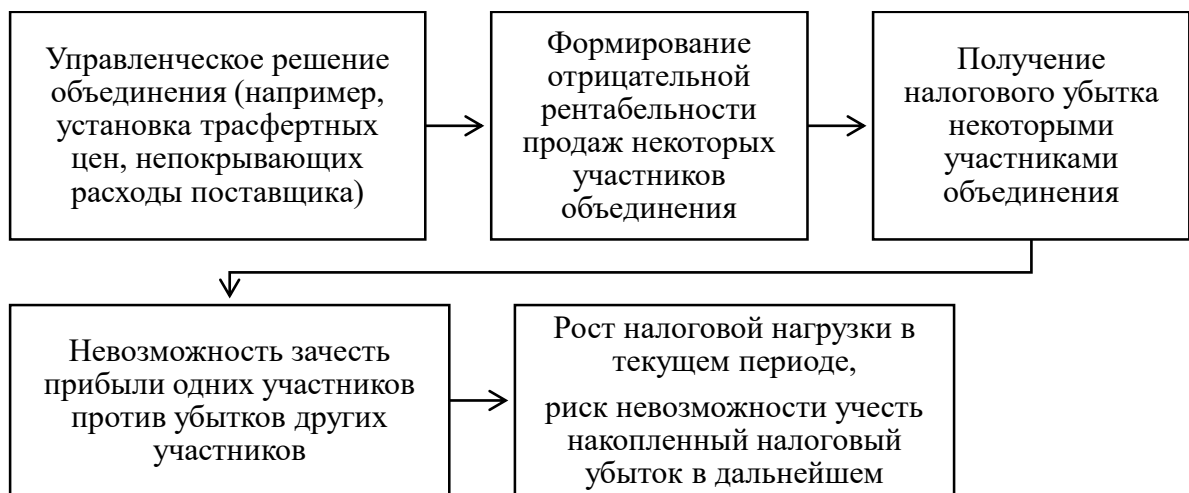 Управленческое решение
объединения (например,
установка трасфертных
цен, непокрывающих
расходы поставщика)
Формирование
отрицательной
рентабельности
продаж некоторых
участников
объединения
Получение
налогового убытка
некоторыми
участниками
объединения
Невозможность зачесть
прибыли одних участников
против убытков других
участников
Рост налоговой нагрузки в
текущем периоде,
риск невозможности учесть
накопленный налоговый
убыток в дальнейшем